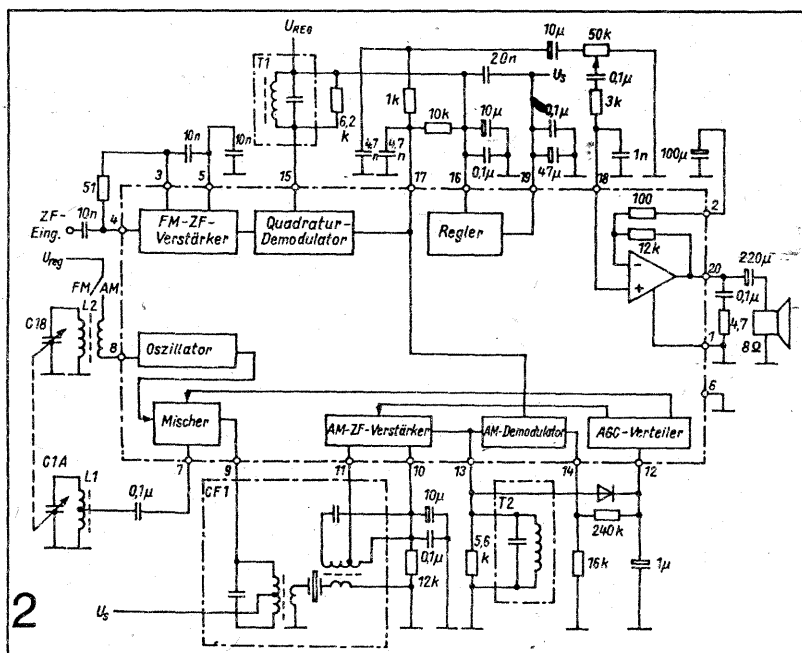 U_REG
T1
6,2
k
10n
10n
51
3
5
15
ZF-
Eing.
10n
4
FM-ZF-
Verstärker
Quadratur-
Demodulator
1k
4,7
n
4,7
n
17
10k
20n
U_s
10µ
0,1µ
16
0,1µ
47µ
19
Regler
10µ
50k
0,1µ
3k
1n
18
100µ
2
100
12k
-
+
20
220µ
0,1µ
4,7
8Ω
1
6
U_reg
FM/AM
C1B
L2
8
Oszillator
Mischer
AM-ZF-Verstärker
AM-Demodulator
AGC-Verteiler
7
9
11
10
13
14
12
C1A
L1
0,1µ
CF1
10µ
0,1µ
12k
5,6
k
T2
240k
16k
1µ
U_s
2